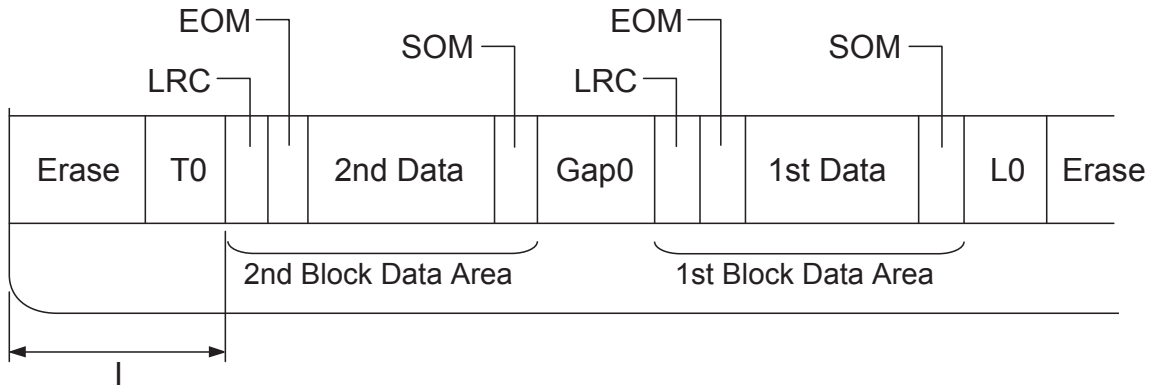 EOM
SOM
LRC
EOM
SOM
LRC
Erase T0 2nd Data Gap0 1st Data L0 Erase
2nd Block Data Area 1st Block Data Area
l